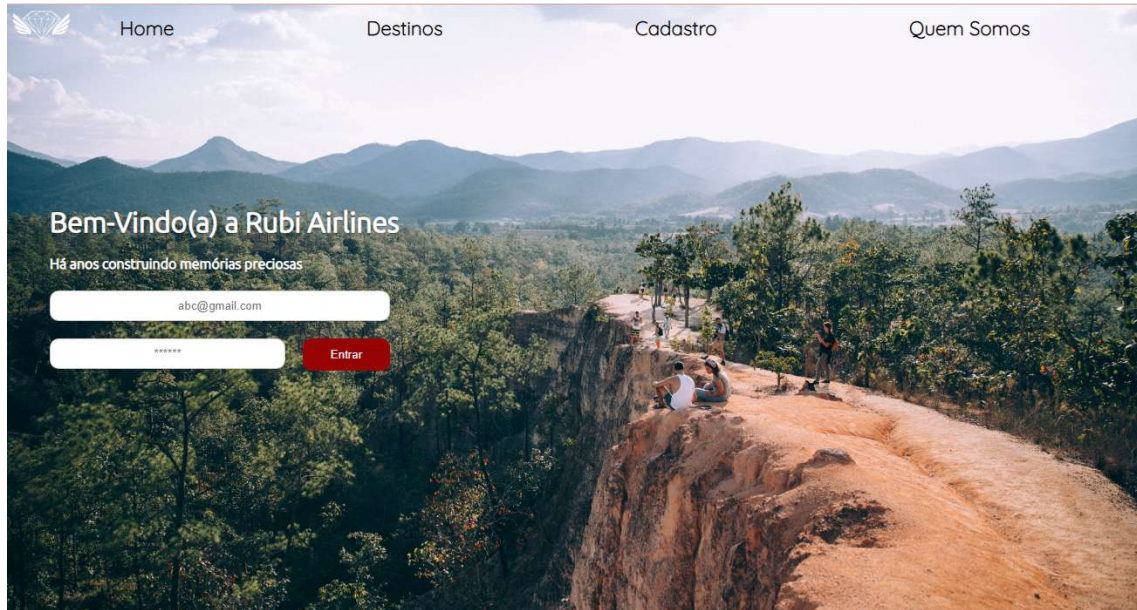 Home
Destinos
Cadastro
Quem Somos
Bem-Vindo(a) a Rubi Airlines
Há anos construindo memórias preciosas
abc@gmail.com
******
Entrar